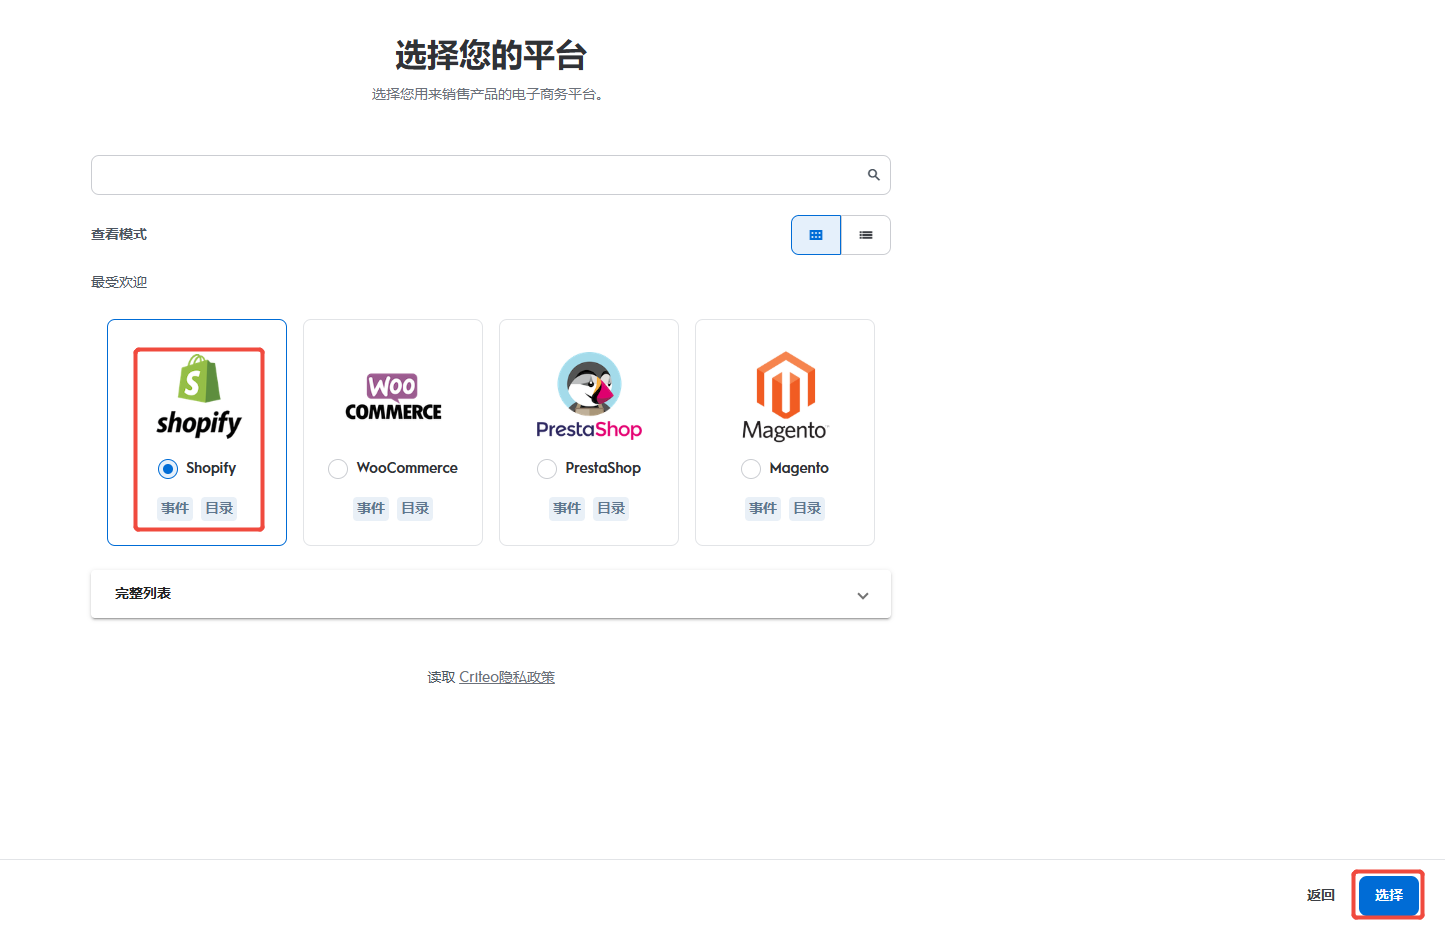 选择您的平台
选择您用来销售产品的电子商务平台。
查看模式
最受欢迎
shopify
Shopify
事件 目录
WOO
COMMERCE
WooCommerce
事件 目录
PrestaShop
PrestaShop
事件 目录
Magento
Magento
事件 目录
完整列表
读取 Criteo隐私政策
返回 选择